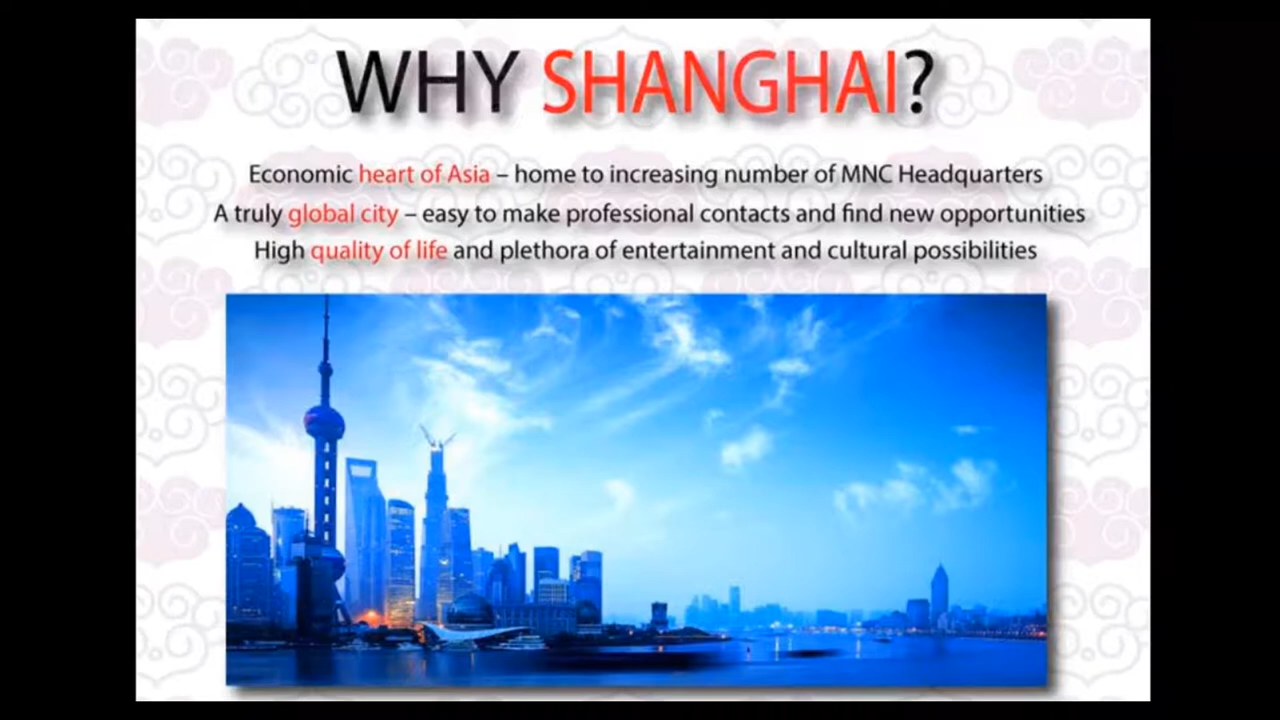 WHY SHANGHAI?
Economic heart of Asia – home to increasing number of MNC Headquarters
A truly global city – easy to make professional contacts and find new opportunities
High quality of life and plethora of entertainment and cultural possibilities